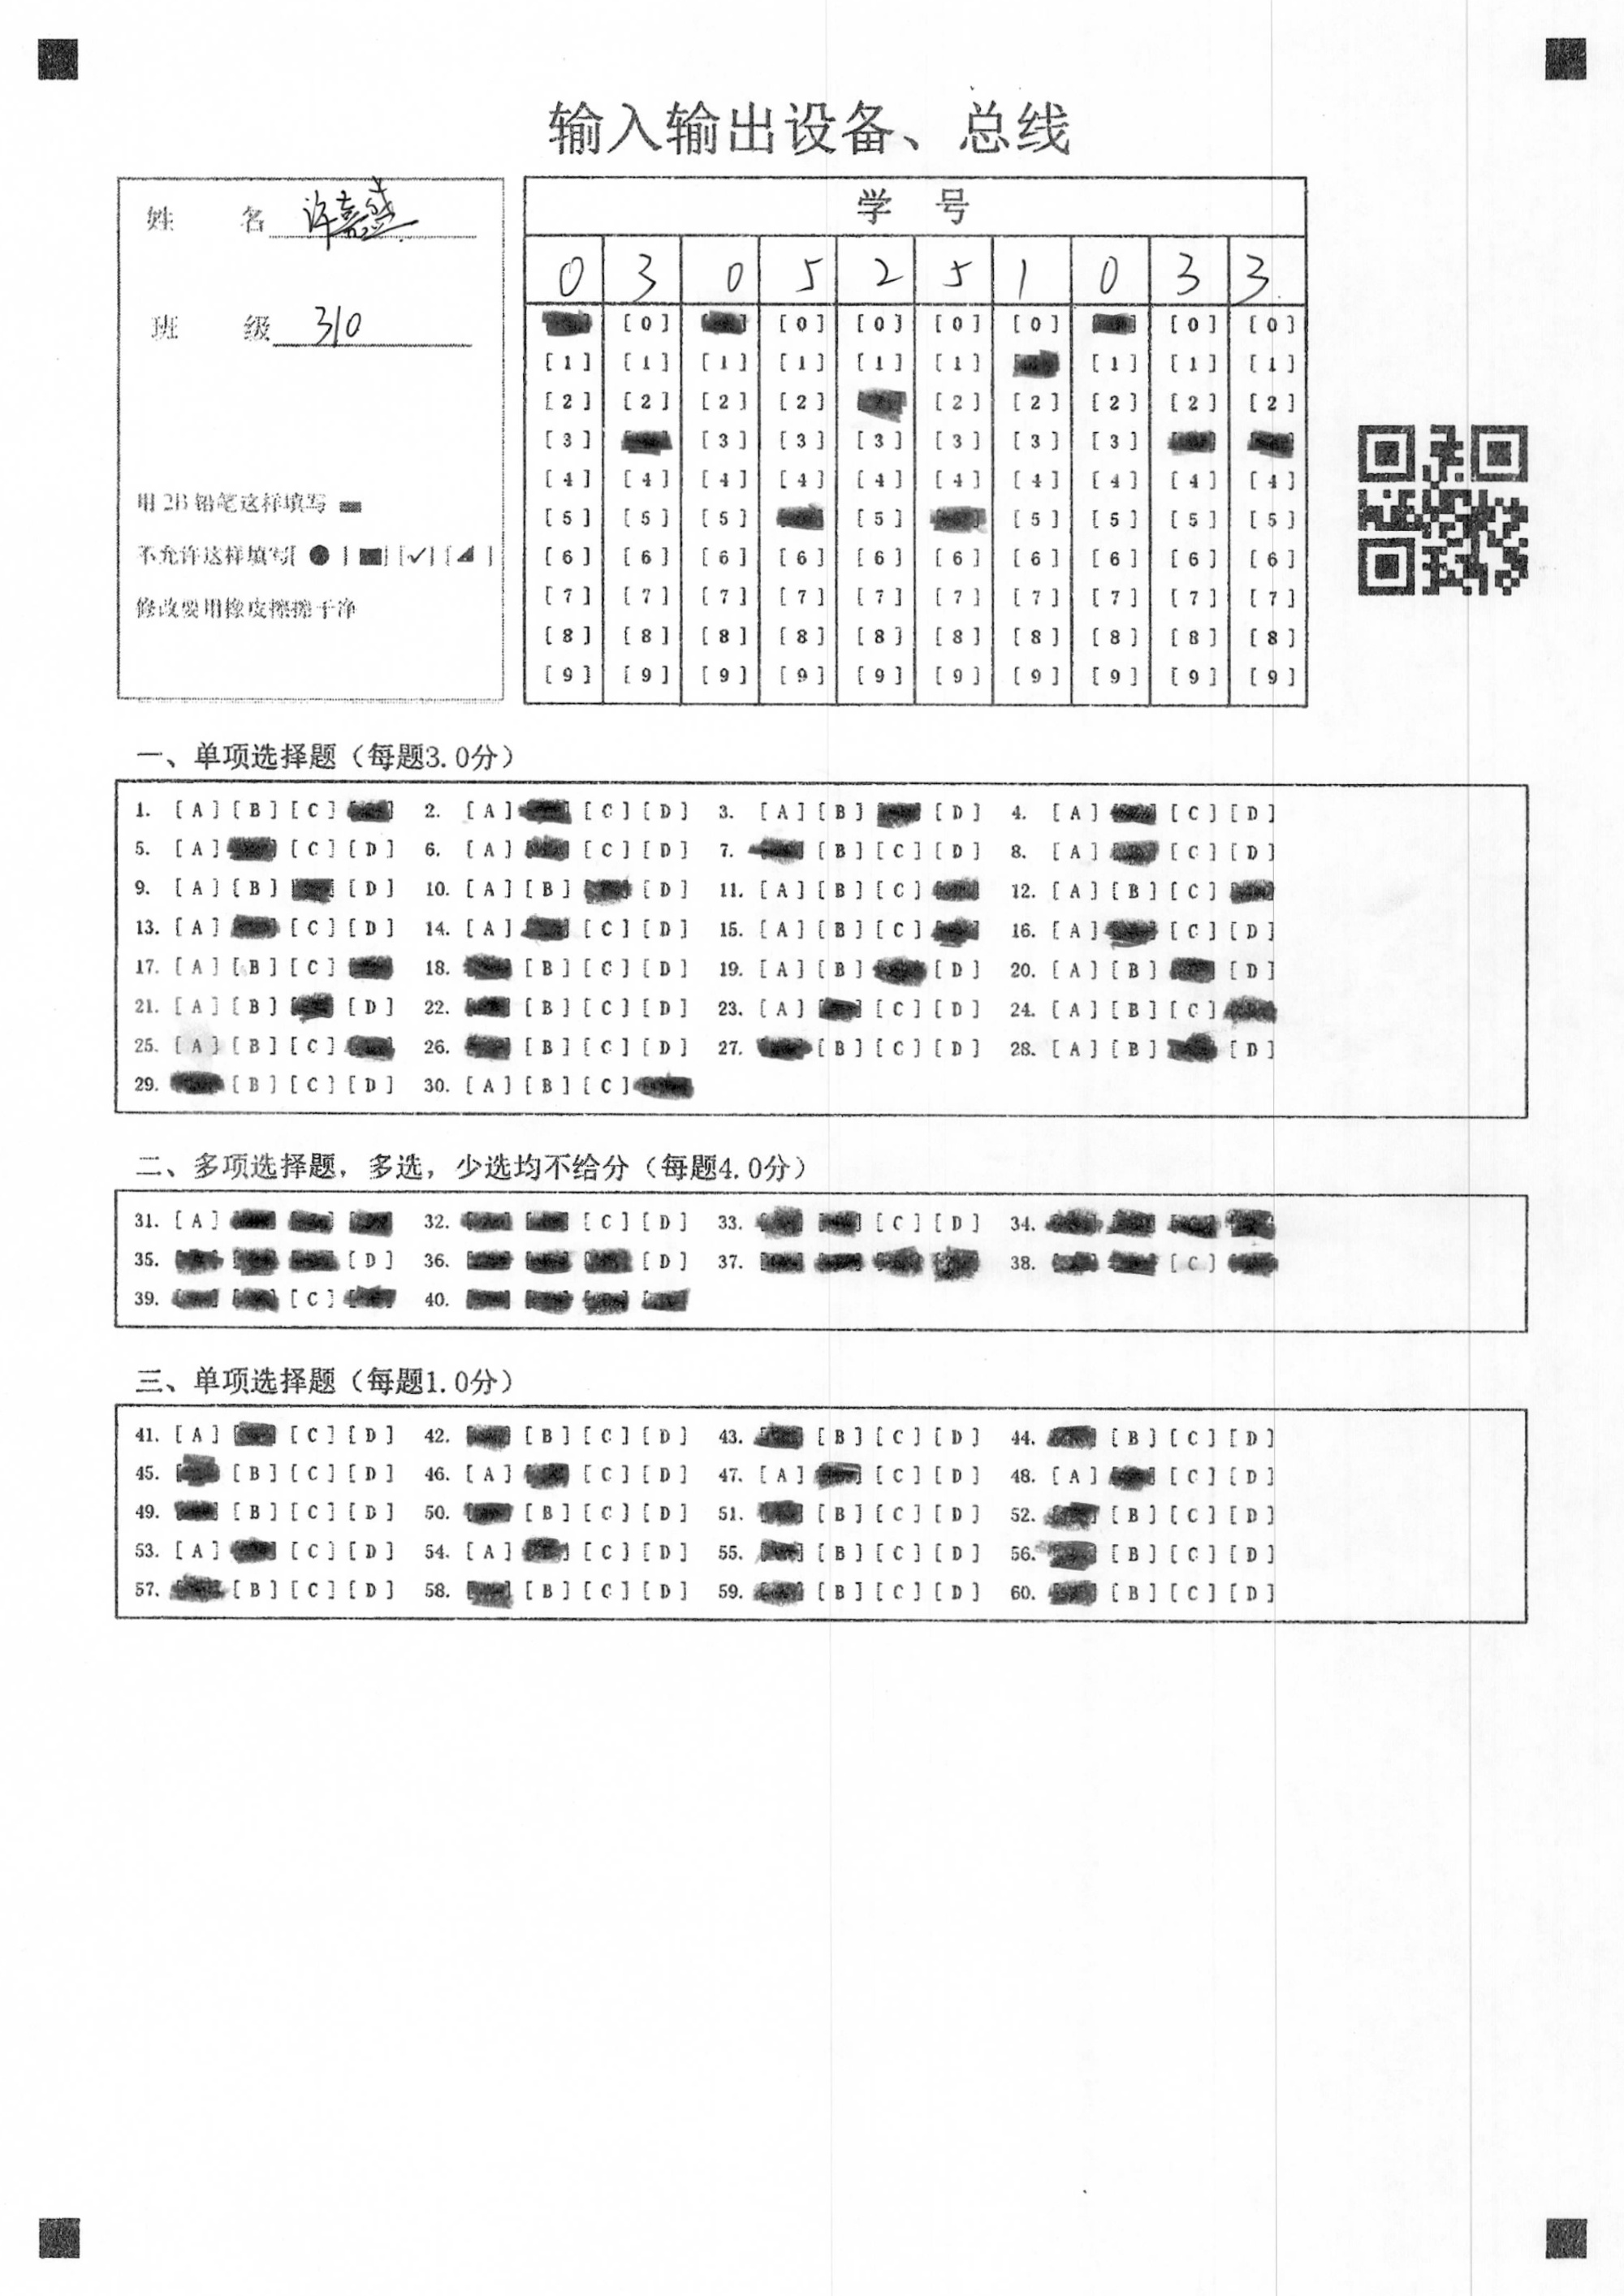 输入输出设备、总线
姓 名 许嘉盛
班 级 310
用2B铅笔这样填写
不允许这样填写[ ● ] [■] [✓] [◢ ]
修改要用橡皮擦擦干净
学 号
0 3 0 5 2 5 1 0 3 3
[0] [0] [0] [0] [0] [0] [0]
[1] [1] [1] [1] [1] [1] [1] [1] [1]
[2] [2] [2] [2] [2] [2] [2] [2] [2]
[3] [3] [3] [3] [3] [3] [3]
[4] [4] [4] [4] [4] [4] [4] [4] [4] [4]
[5] [5] [5] [5] [5] [5] [5] [5]
[6] [6] [6] [6] [6] [6] [6] [6] [6] [6]
[7] [7] [7] [7] [7] [7] [7] [7] [7] [7]
[8] [8] [8] [8] [8] [8] [8] [8] [8] [8]
[9] [9] [9] [9] [9] [9] [9] [9] [9] [9]
一、单项选择题（每题3.0分）
1. [A] [B] [C] 2. [A] [C] [D] 3. [A] [B] [D] 4. [A] [C] [D]
5. [A] [C] [D] 6. [A] [C] [D] 7. [B] [C] [D] 8. [A] [C] [D]
9. [A] [B] [D] 10. [A] [B] [D] 11. [A] [B] [C] 12. [A] [B] [C]
13. [A] [C] [D] 14. [A] [C] [D] 15. [A] [B] [C] 16. [A] [C] [D]
17. [A] [B] [C] 18. [B] [C] [D] 19. [A] [B] [D] 20. [A] [B] [D]
21. [A] [B] [D] 22. [B] [C] [D] 23. [A] [C] [D] 24. [A] [B] [C]
25. [A] [B] [C] 26. [B] [C] [D] 27. [B] [C] [D] 28. [A] [B] [D]
29. [B] [C] [D] 30. [A] [B] [C]
二、多项选择题，多选，少选均不给分（每题4.0分）
31. [A] 32. [C] [D] 33. [C] [D] 34.
35. [D] 36. [D] 37. 38. [C]
39. [C] 40.
三、单项选择题（每题1.0分）
41. [A] [C] [D] 42. [B] [C] [D] 43. [B] [C] [D] 44. [B] [C] [D]
45. [B] [C] [D] 46. [A] [C] [D] 47. [A] [C] [D] 48. [A] [C] [D]
49. [B] [C] [D] 50. [B] [C] [D] 51. [B] [C] [D] 52. [B] [C] [D]
53. [A] [C] [D] 54. [A] [C] [D] 55. [B] [C] [D] 56. [B] [C] [D]
57. [B] [C] [D] 58. [B] [C] [D] 59. [B] [C] [D] 60. [B] [C] [D]